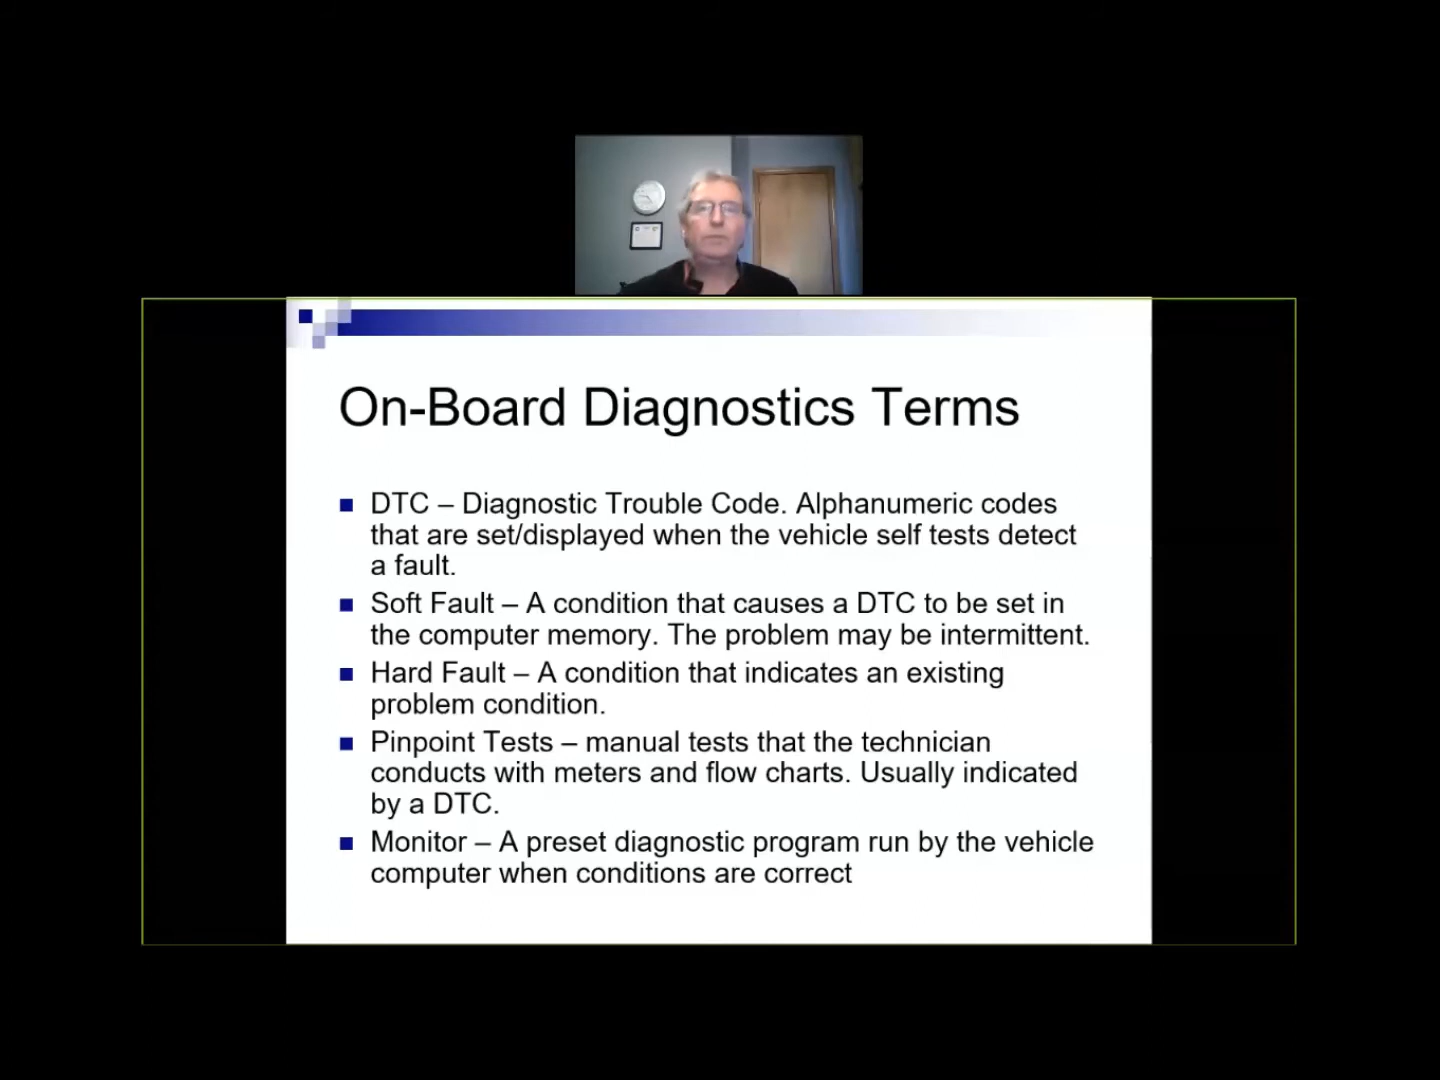 On-Board Diagnostics Terms
DTC – Diagnostic Trouble Code. Alphanumeric codes
that are set/displayed when the vehicle self tests detect
a fault.
Soft Fault – A condition that causes a DTC to be set in
the computer memory. The problem may be intermittent.
Hard Fault – A condition that indicates an existing
problem condition.
Pinpoint Tests – manual tests that the technician
conducts with meters and flow charts. Usually indicated
by a DTC.
Monitor – A preset diagnostic program run by the vehicle
computer when conditions are correct